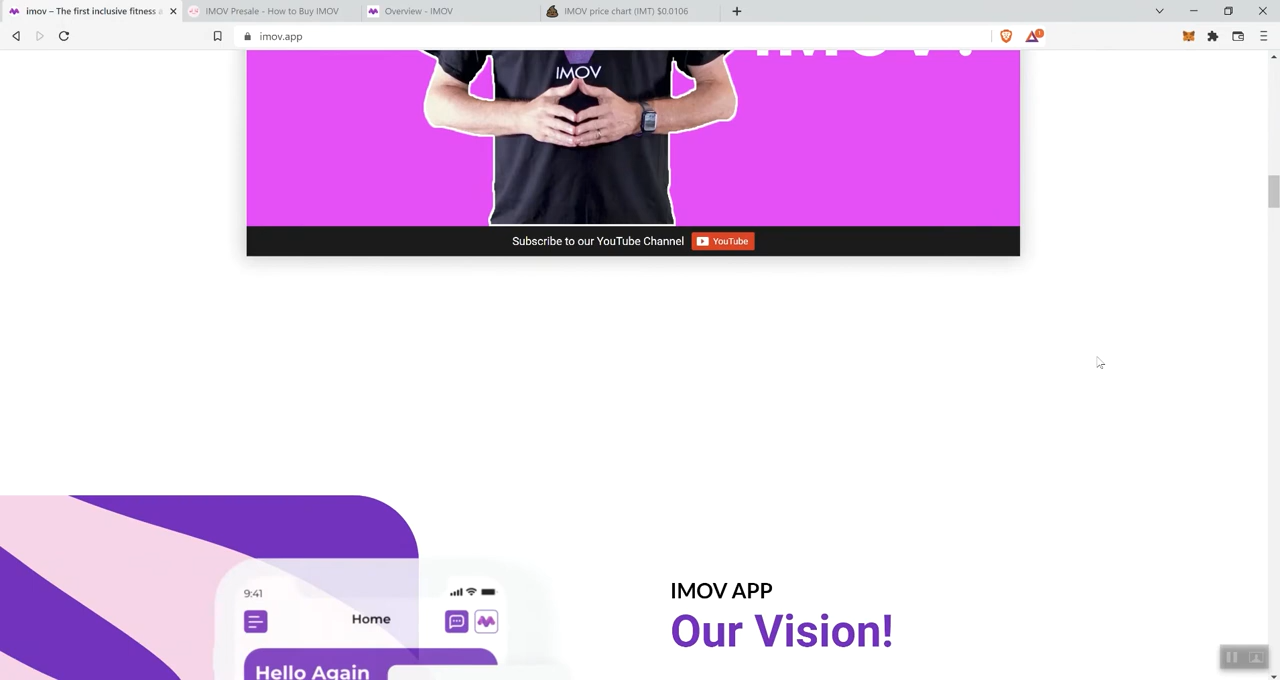 imov – The first inclusive fitness a
IMOV Presale - How to Buy IMOV
Overview - IMOV
IMOV price chart (IMT) $0.0106
imov.app
1
IMOV
Subscribe to our YouTube Channel
YouTube
9:41
Home
Hello Again
IMOV APP
Our Vision!